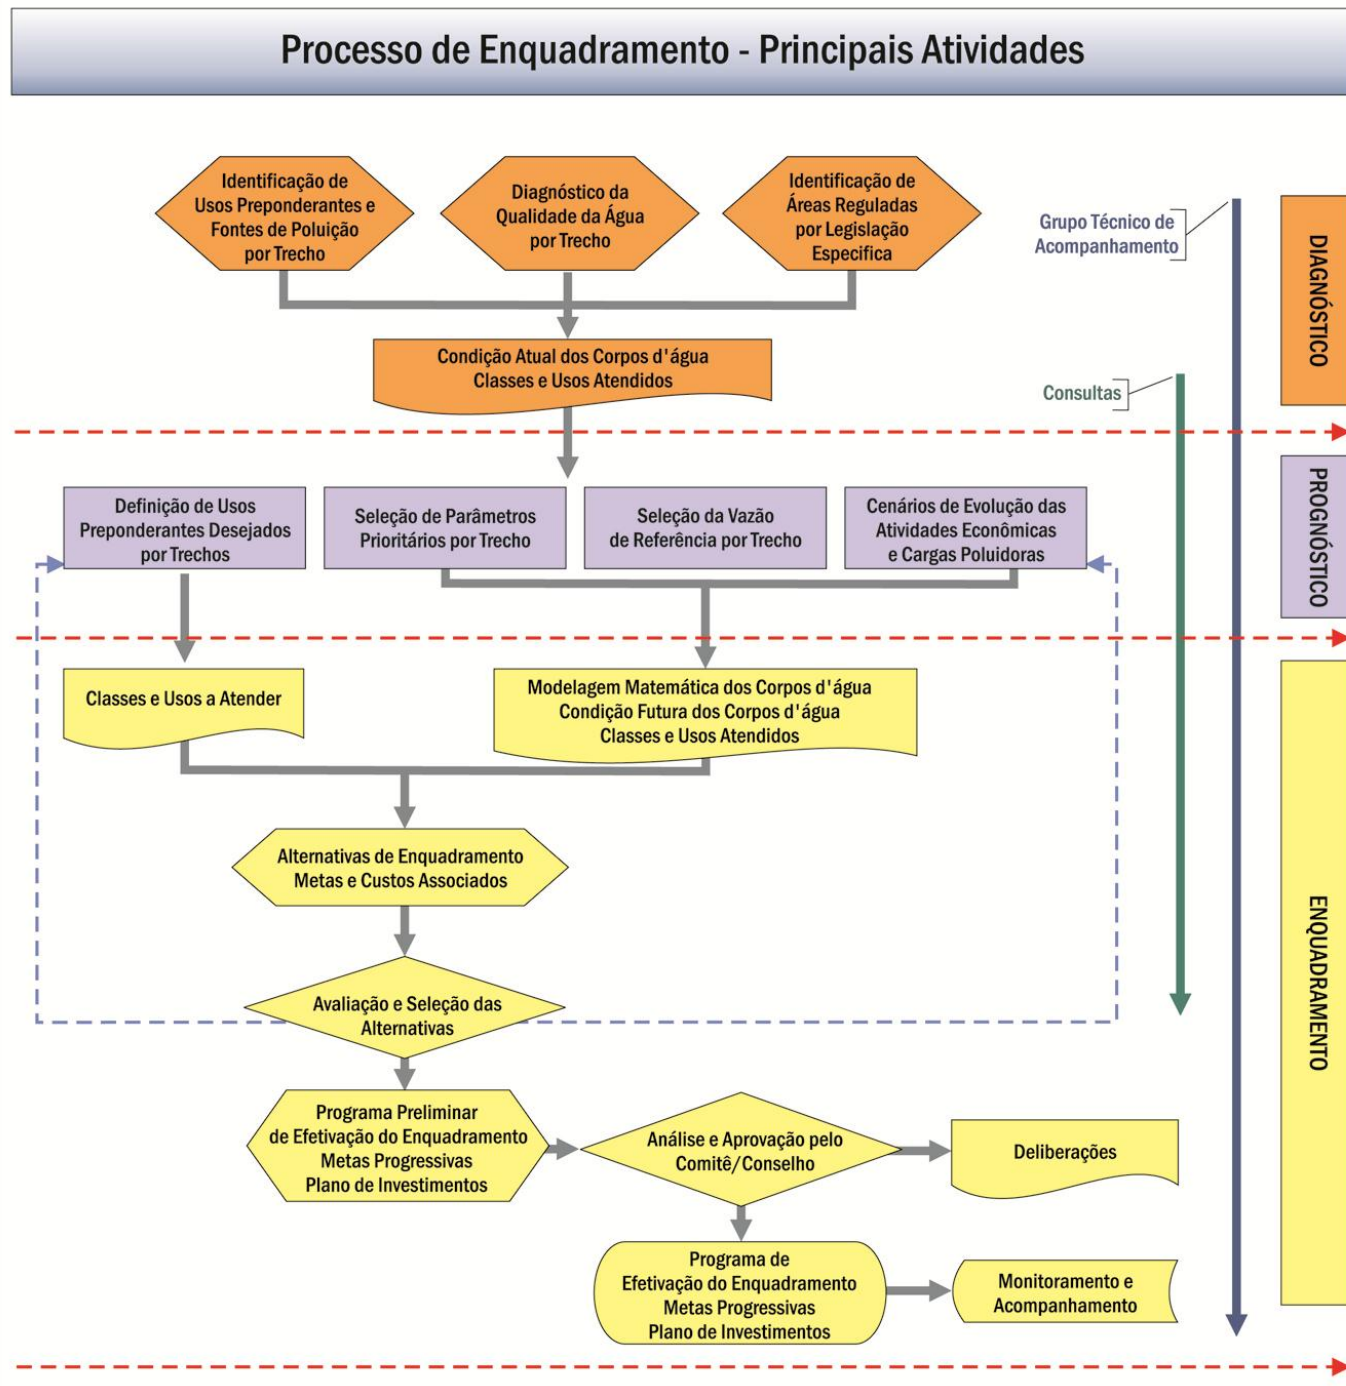 Processo de Enquadramento - Principais Atividades
Identificação de
Usos Preponderantes e
Fontes de Poluição
por Trecho
Diagnóstico da
Qualidade da Água
por Trecho
Identificação de
Áreas Reguladas
por Legislação
Especifica
Grupo Técnico de
Acompanhamento
DIAGNÓSTICO
Condição Atual dos Corpos d'água
Classes e Usos Atendidos
Consultas
Definição de Usos
Preponderantes Desejados
por Trechos
Seleção de Parâmetros
Prioritários por Trecho
Seleção da Vazão
de Referência por Trecho
Cenários de Evolução das
Atividades Econômicas
e Cargas Poluidoras
PROGNÓSTICO
Classes e Usos a Atender
Modelagem Matemática dos Corpos d'água
Condição Futura dos Corpos d'água
Classes e Usos Atendidos
Alternativas de Enquadramento
Metas e Custos Associados
ENQUADRAMENTO
Avaliação e Seleção das
Alternativas
Programa Preliminar
de Efetivação do Enquadramento
Metas Progressivas
Plano de Investimentos
Análise e Aprovação pelo
Comitê/Conselho
Deliberações
Programa de
Efetivação do Enquadramento
Metas Progressivas
Plano de Investimentos
Monitoramento e
Acompanhamento